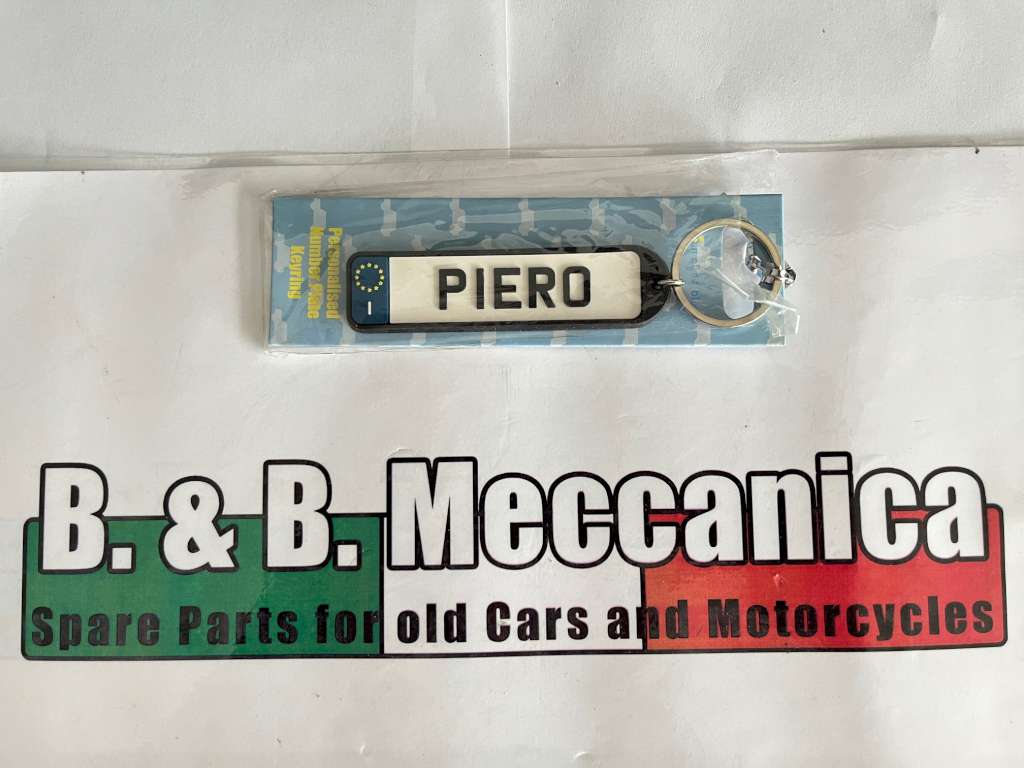 Personalised
Number Plate
Keyring
I
PIERO
B. & B. Meccanica
Spare Parts for old Cars and Motorcycles